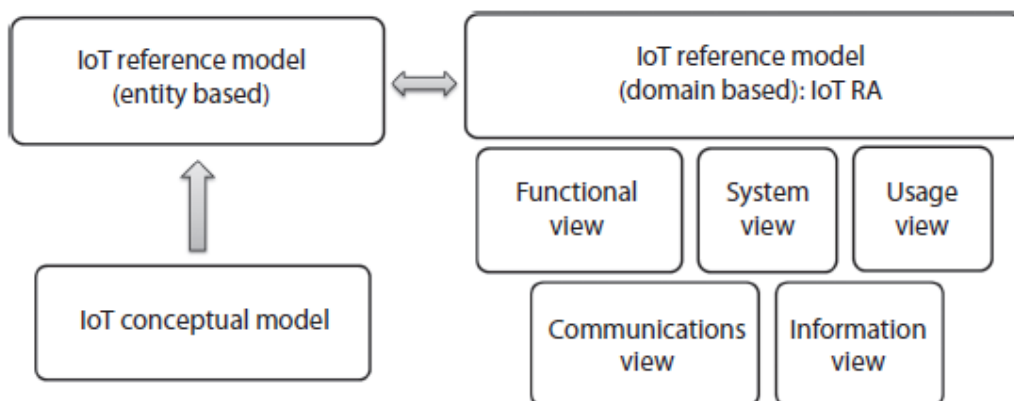 IoT reference model
(entity based)
IoT reference model
(domain based): IoT RA
Functional
view
System
view
Usage
view
IoT conceptual model
Communications
view
Information
view